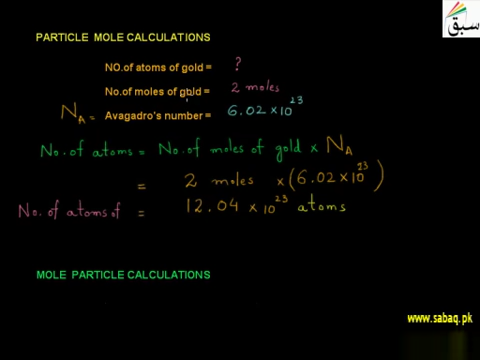 سبق
PARTICLE MOLE CALCULATIONS
NO.of atoms of gold = ?
No.of moles of gold = 2 moles
N_A = Avagadro's number = 6.02 × 10^23
No. of atoms = No. of moles of gold × N_A
= 2 moles × (6.02 × 10^23)
No. of atoms of = 12.04 × 10^23 atoms
MOLE PARTICLE CALCULATIONS
www.sabaq.pk